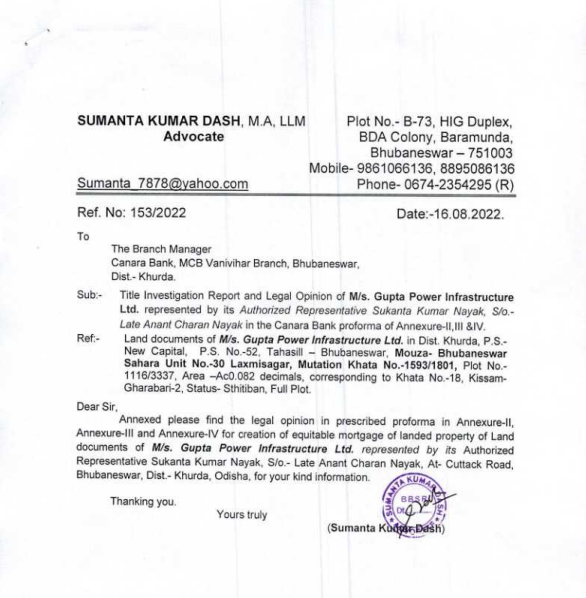 SUMANTA KUMAR DASH, M.A, LLM
Advocate
Plot No.- B-73, HIG Duplex,
BDA Colony, Baramunda,
Bhubaneswar – 751003
Mobile- 9861066136, 8895086136
Sumanta_7878@yahoo.com
Phone- 0674-2354295 (R)
Ref. No: 153/2022
Date:-16.08.2022.
To
The Branch Manager
Canara Bank, MCB Vanivihar Branch, Bhubaneswar,
Dist.- Khurda.
Sub:- Title Investigation Report and Legal Opinion of M/s. Gupta Power Infrastructure
Ltd. represented by its Authorized Representative Sukanta Kumar Nayak, S/o.-
Late Anant Charan Nayak in the Canara Bank proforma of Annexure-II,III &IV.
Ref:- Land documents of M/s. Gupta Power Infrastructure Ltd. in Dist. Khurda, P.S.-
New Capital, P.S. No.-52, Tahasill – Bhubaneswar, Mouza- Bhubaneswar
Sahara Unit No.-30 Laxmisagar, Mutation Khata No.-1593/1801, Plot No.-
1116/3337, Area –Ac0.082 decimals, corresponding to Khata No.-18, Kissam-
Gharabari-2, Status- Sthitiban, Full Plot.
Dear Sir,
Annexed please find the legal opinion in prescribed proforma in Annexure-II,
Annexure-III and Annexure-IV for creation of equitable mortgage of landed property of Land
documents of M/s. Gupta Power Infrastructure Ltd. represented by its Authorized
Representative Sukanta Kumar Nayak, S/o.- Late Anant Charan Nayak, At- Cuttack Road,
Bhubaneswar, Dist.- Khurda, Odisha, for your kind information.
Thanking you.
Yours truly
SUMANTA KUMAR DASH
BBSR
(Sumanta Kumar Dash)